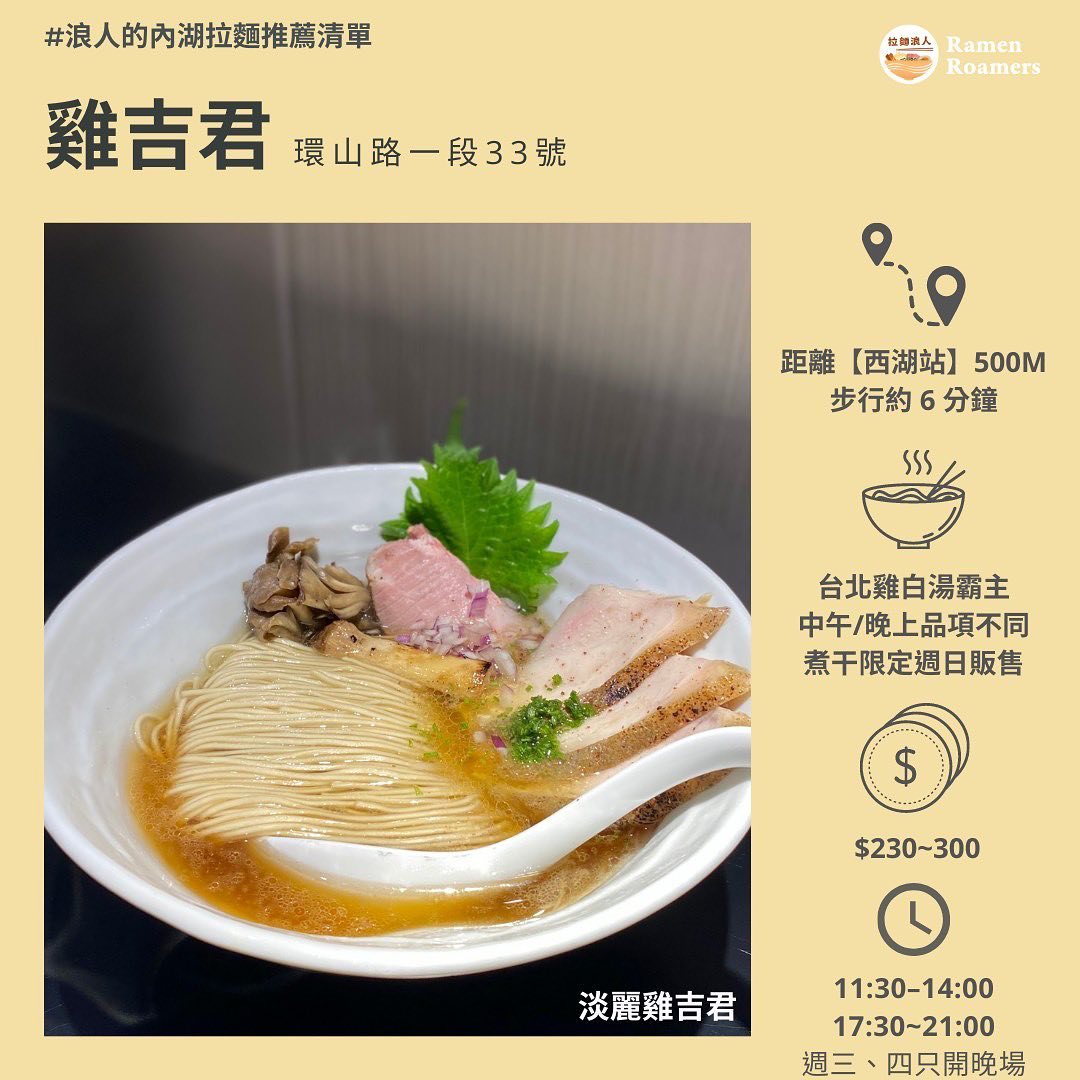 #浪人的內湖拉麵推薦清單
拉麵浪人
Ramen
Roamers
雞吉君 環山路一段33號
距離【西湖站】500M
步行約 6 分鐘
台北雞白湯霸主
中午/晚上品項不同
煮干限定週日販售
$
$230~300
11:30–14:00
17:30~21:00
週三、四只開晚場
淡麗雞吉君